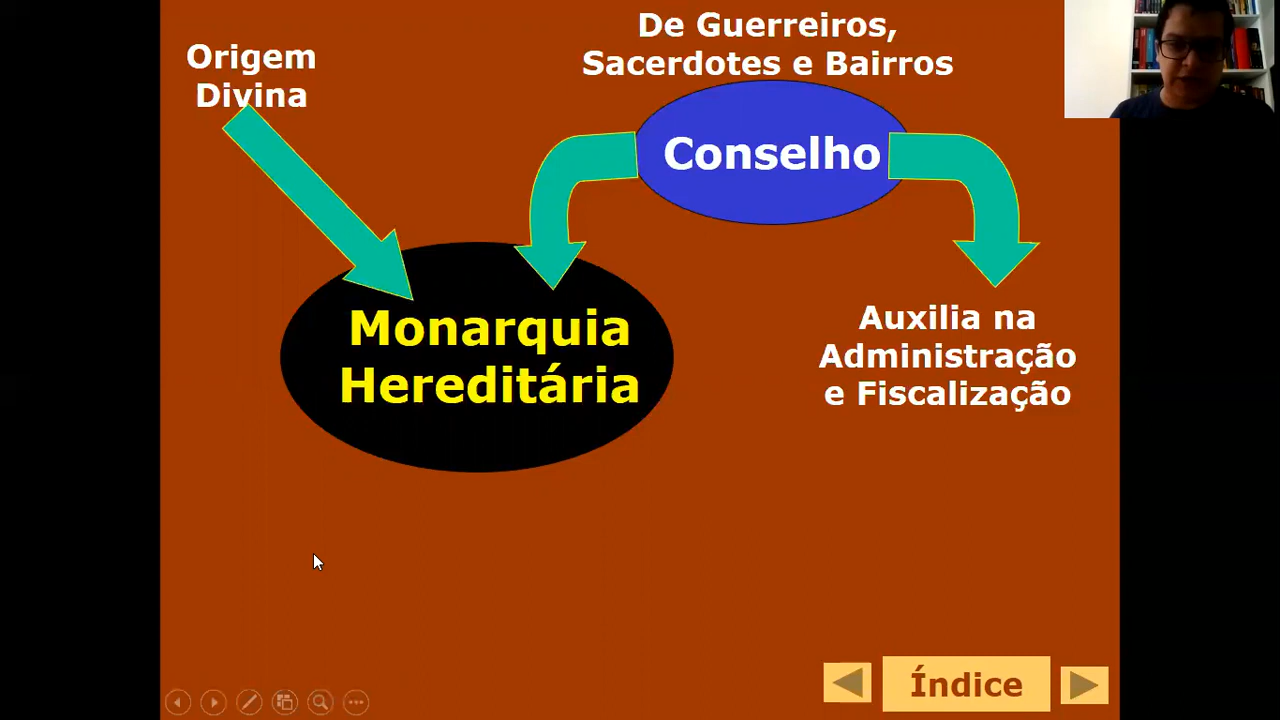 Origem
Divina
De Guerreiros,
Sacerdotes e Bairros
Conselho
Monarquia
Hereditária
Auxilia na
Administração
e Fiscalização
Índice